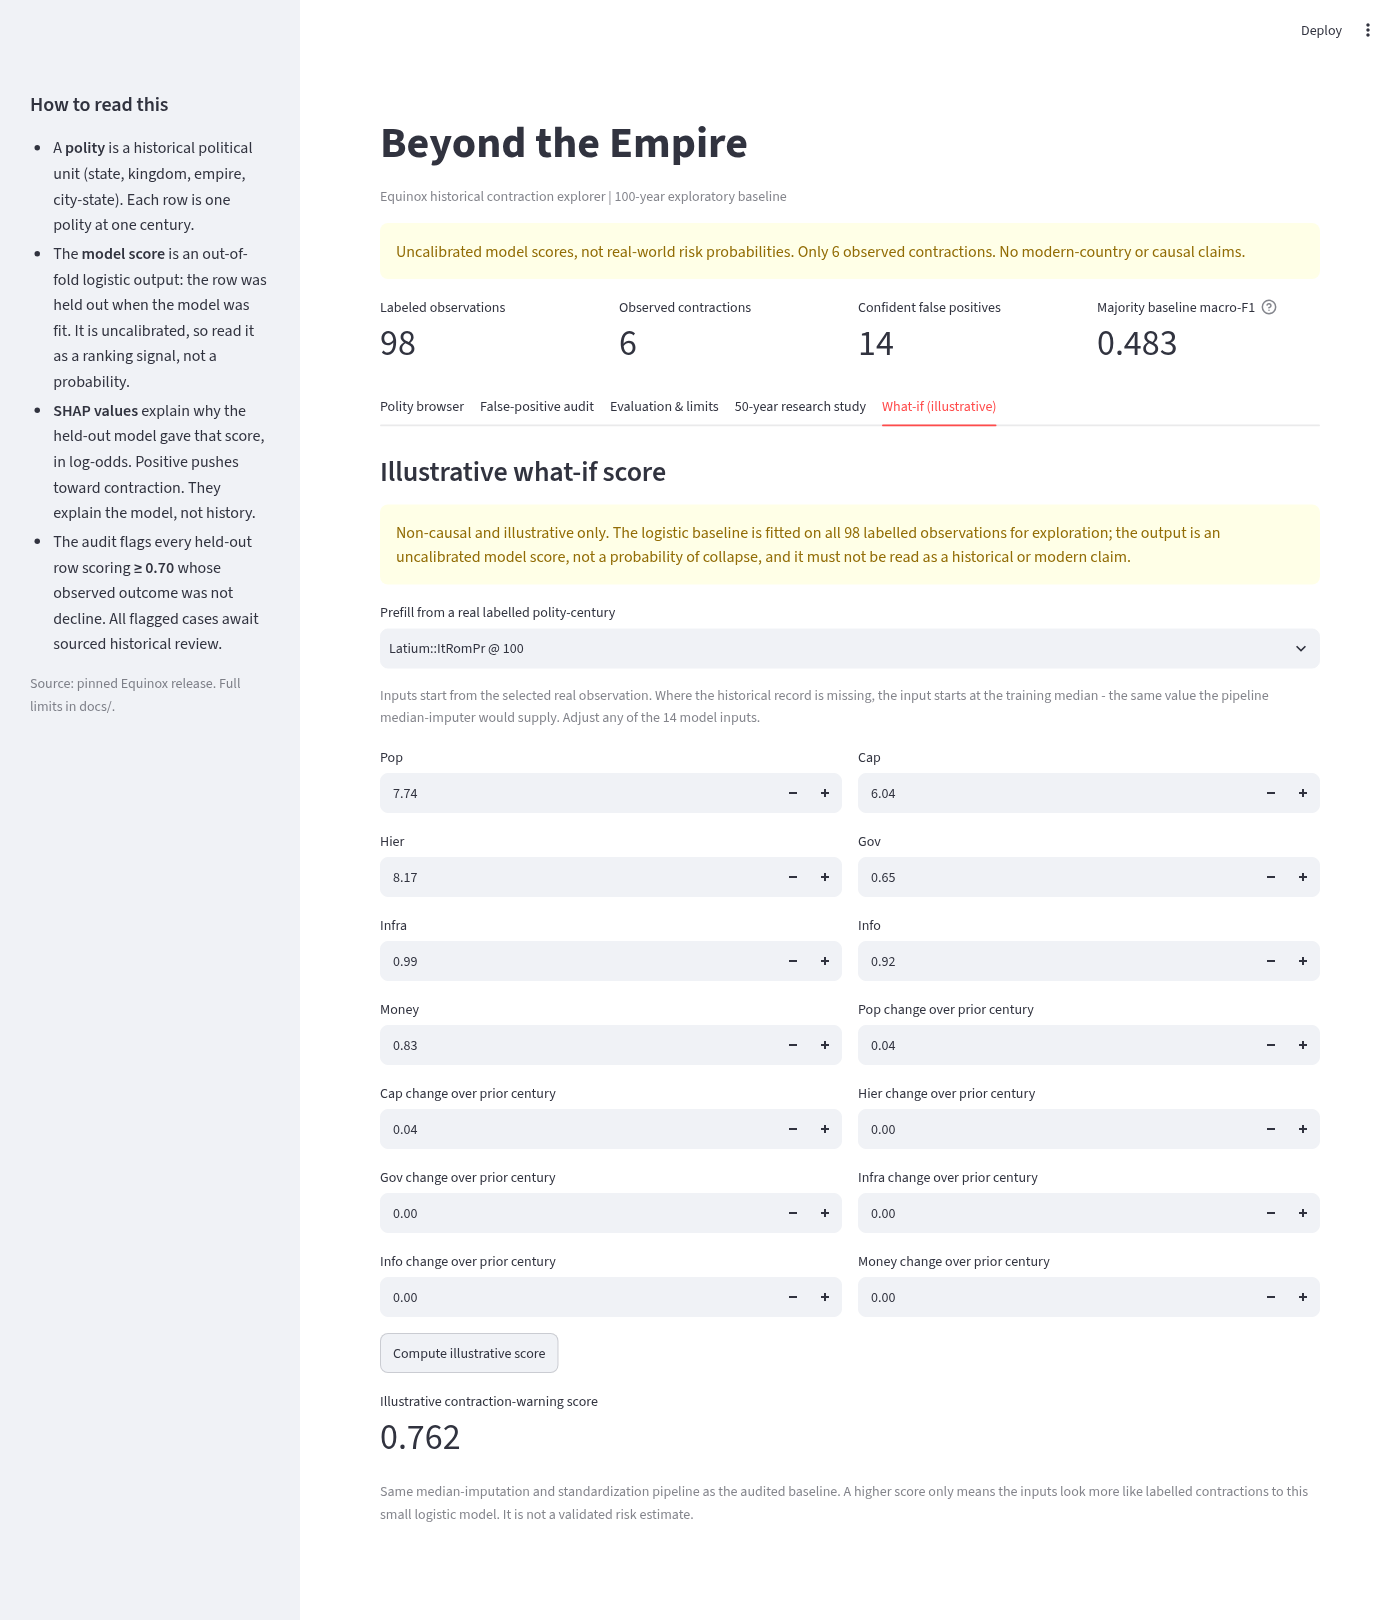 Deploy
How to read this
A polity is a historical political
unit (state, kingdom, empire,
city-state). Each row is one
polity at one century.
The model score is an out-of-
fold logistic output: the row was
held out when the model was
fit. It is uncalibrated, so read it
as a ranking signal, not a
probability.
SHAP values explain why the
held-out model gave that score,
in log-odds. Positive pushes
toward contraction. They
explain the model, not history.
The audit flags every held-out
row scoring ≥ 0.70 whose
observed outcome was not
decline. All flagged cases await
sourced historical review.
Source: pinned Equinox release. Full
limits in docs/.
Beyond the Empire
Equinox historical contraction explorer | 100-year exploratory baseline
Uncalibrated model scores, not real-world risk probabilities. Only 6 observed contractions. No modern-country or causal claims.
Labeled observations
98
Observed contractions
6
Confident false positives
14
Majority baseline macro-F1
0.483
Polity browser
False-positive audit
Evaluation & limits
50-year research study
What-if (illustrative)
Illustrative what-if score
Non-causal and illustrative only. The logistic baseline is fitted on all 98 labelled observations for exploration; the output is an
uncalibrated model score, not a probability of collapse, and it must not be read as a historical or modern claim.
Prefill from a real labelled polity-century
Latium::ItRomPr @ 100
Inputs start from the selected real observation. Where the historical record is missing, the input starts at the training median - the same value the pipeline
median-imputer would supply. Adjust any of the 14 model inputs.
Pop
7.74
Cap
6.04
Hier
8.17
Gov
0.65
Infra
0.99
Info
0.92
Money
0.83
Pop change over prior century
0.04
Cap change over prior century
0.04
Hier change over prior century
0.00
Gov change over prior century
0.00
Infra change over prior century
0.00
Info change over prior century
0.00
Money change over prior century
0.00
Compute illustrative score
Illustrative contraction-warning score
0.762
Same median-imputation and standardization pipeline as the audited baseline. A higher score only means the inputs look more like labelled contractions to this
small logistic model. It is not a validated risk estimate.